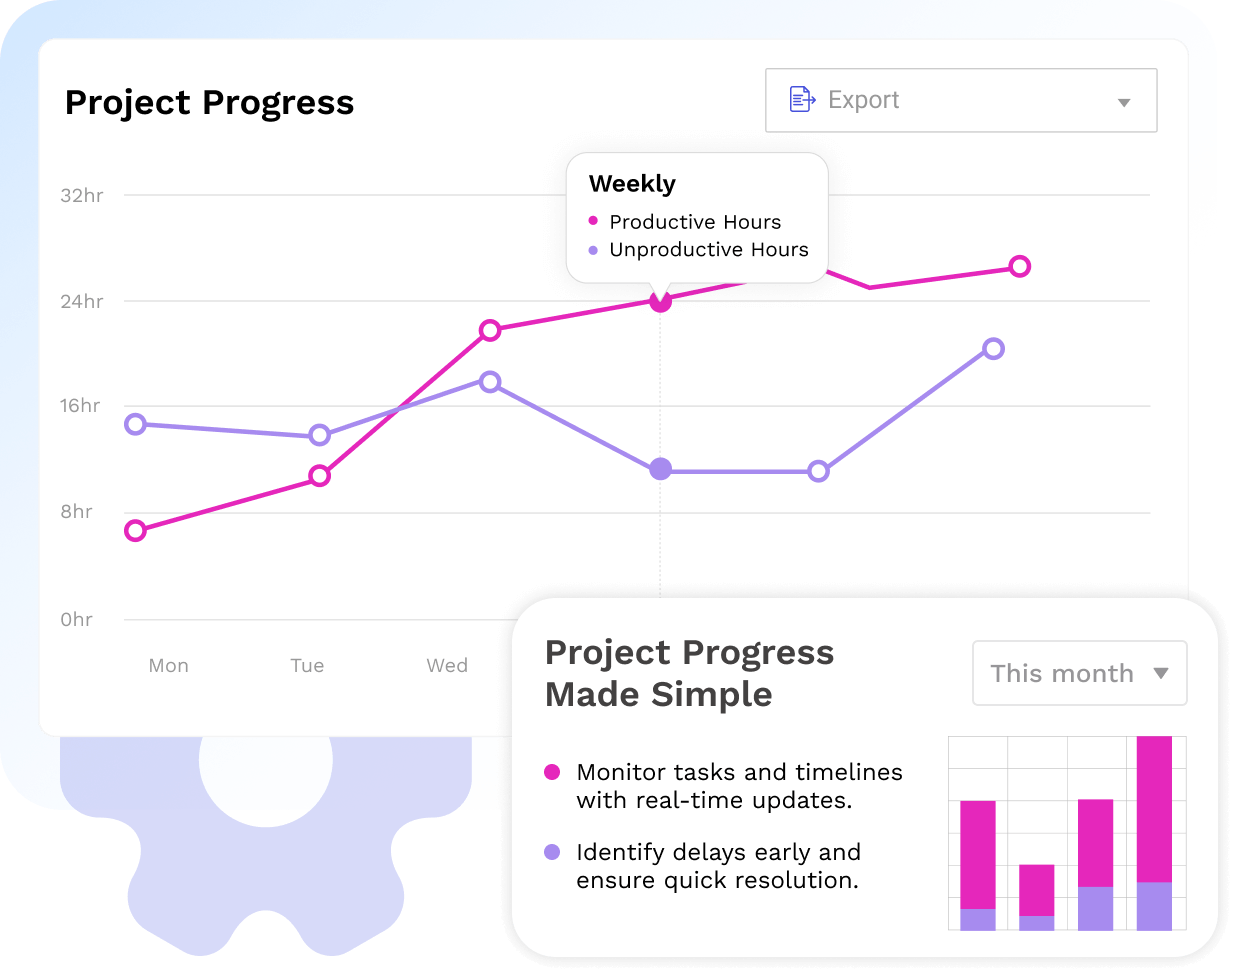 Project Progress
Export
Weekly
Productive Hours
Unproductive Hours
32hr
24hr
16hr
8hr
0hr
Mon
Tue
Wed
Project Progress
Made Simple
This month
Monitor tasks and timelines
with real-time updates.
Identify delays early and
ensure quick resolution.